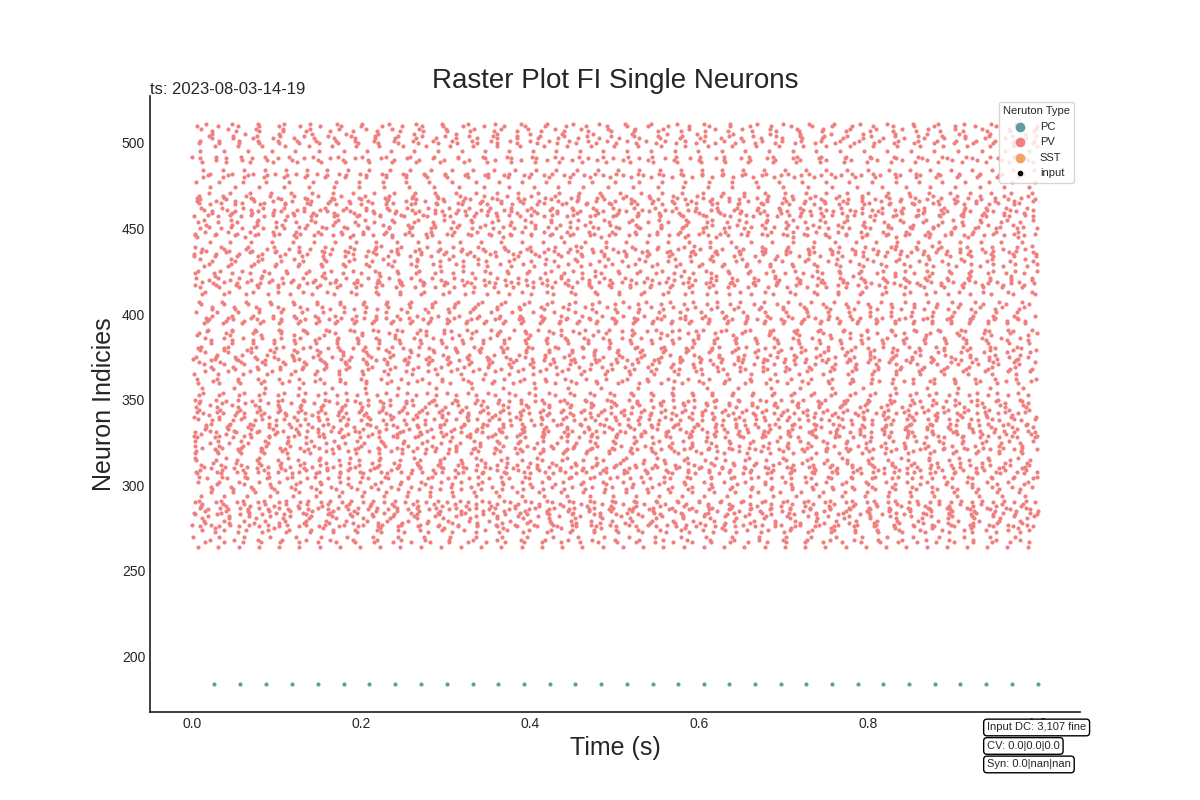 Raster Plot FI Single Neurons
ts: 2023-08-03-14-19
Neruton Type
PC
PV
SST
input
500
450
400
350
300
250
200
Neuron Indicies
0.0 0.2 0.4 0.6 0.8
Time (s)
Input DC: 3,107 fine
CV: 0.0|0.0|0.0
Syn: 0.0|nan|nan